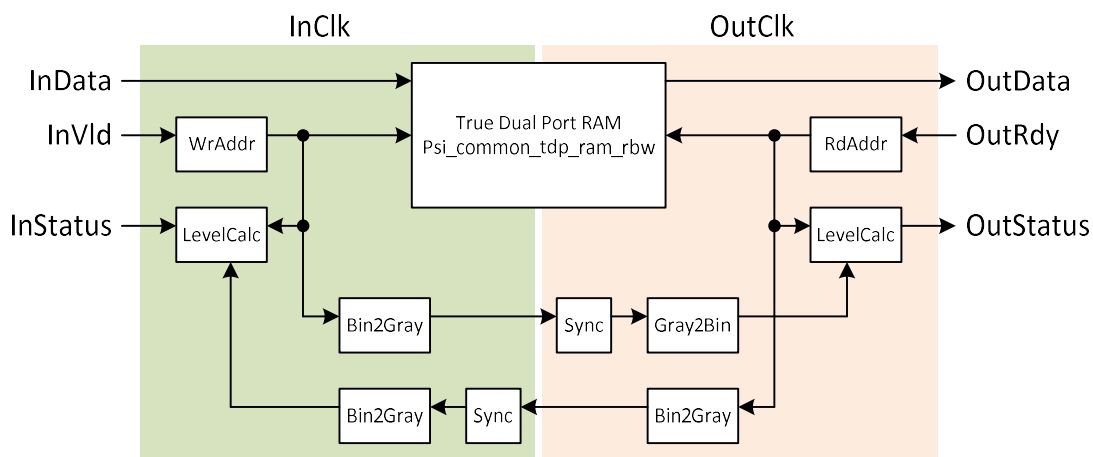 InClk
OutClk
InData
OutData
InVld
WrAddr
True Dual Port RAM
Psi_common_tdp_ram_rbw
RdAddr
OutRdy
InStatus
LevelCalc
LevelCalc
OutStatus
Bin2Gray
Sync
Gray2Bin
Bin2Gray
Sync
Bin2Gray